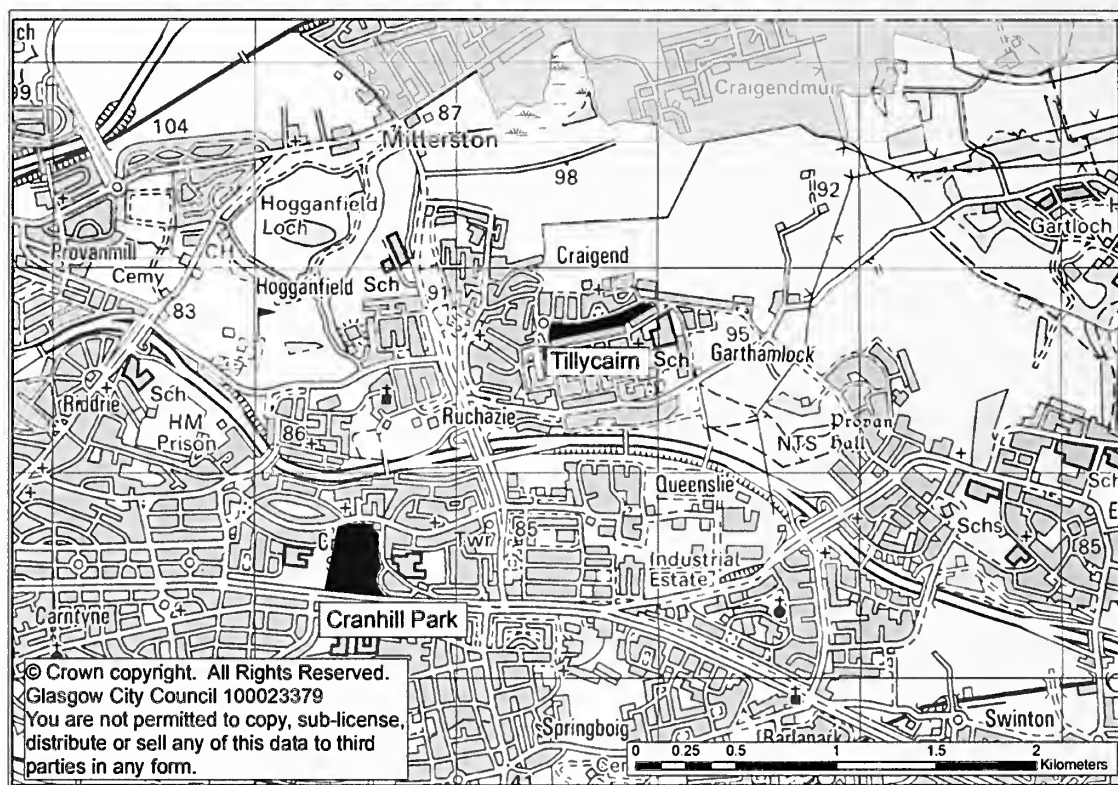 ch
99
104
87
Millerston
Craigendmuir
98
92
Hogganfield
Loch
Gartloch
Provanmill
CH
Craigend
Cemy
Hogganfield
Sch
91
83
95
Garthamlock
Tillycairn
Sch
Riddrie
Sch
HM
Prison
Ruchazie
86
NTS
Provan
Hall
Queenslie
Sch
Schs
85
Twr
85
Industrial
Estate
Carntyne
Cranhill Park
© Crown copyright. All Rights Reserved.
Glasgow City Council 100023379
You are not permitted to copy, sub-license,
distribute or sell any of this data to third
parties in any form.
Springboig
Barlanark
Swinton
0 0.25 0.5 1 1.5 2
Kilometers